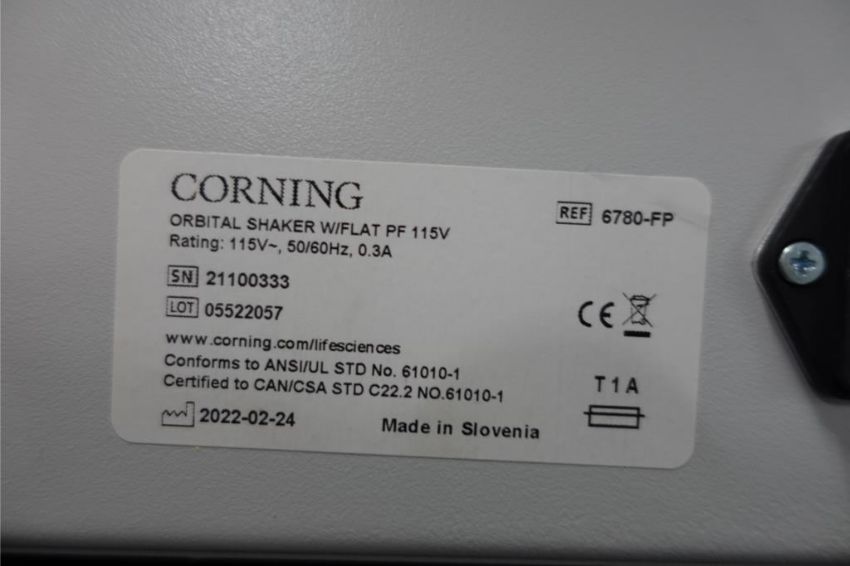 CORNING
ORBITAL SHAKER W/FLAT PF 115V
Rating: 115V~, 50/60Hz, 0.3A
REF 6780-FP
SN 21100333
LOT 05522057
CE
www.corning.com/lifesciences
Conforms to ANSI/UL STD No. 61010-1
Certified to CAN/CSA STD C22.2 NO.61010-1
T 1 A
2022-02-24
Made in Slovenia